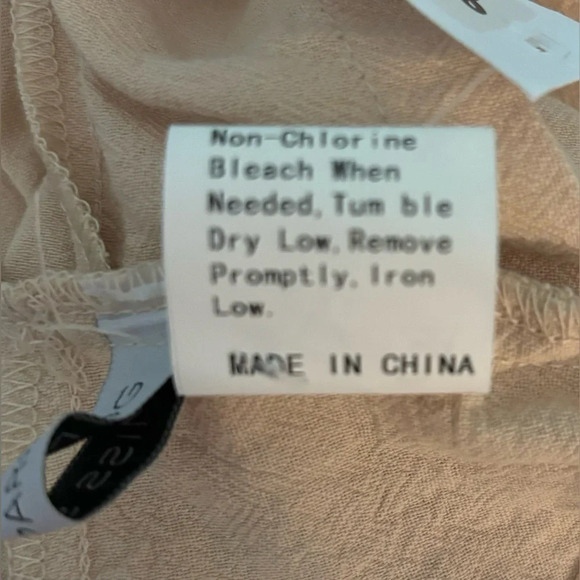 Non-Chlorine
Bleach When
Needed, Tum ble
Dry Low, Remove
Promptly, Iron
Low.
MADE IN CHINA